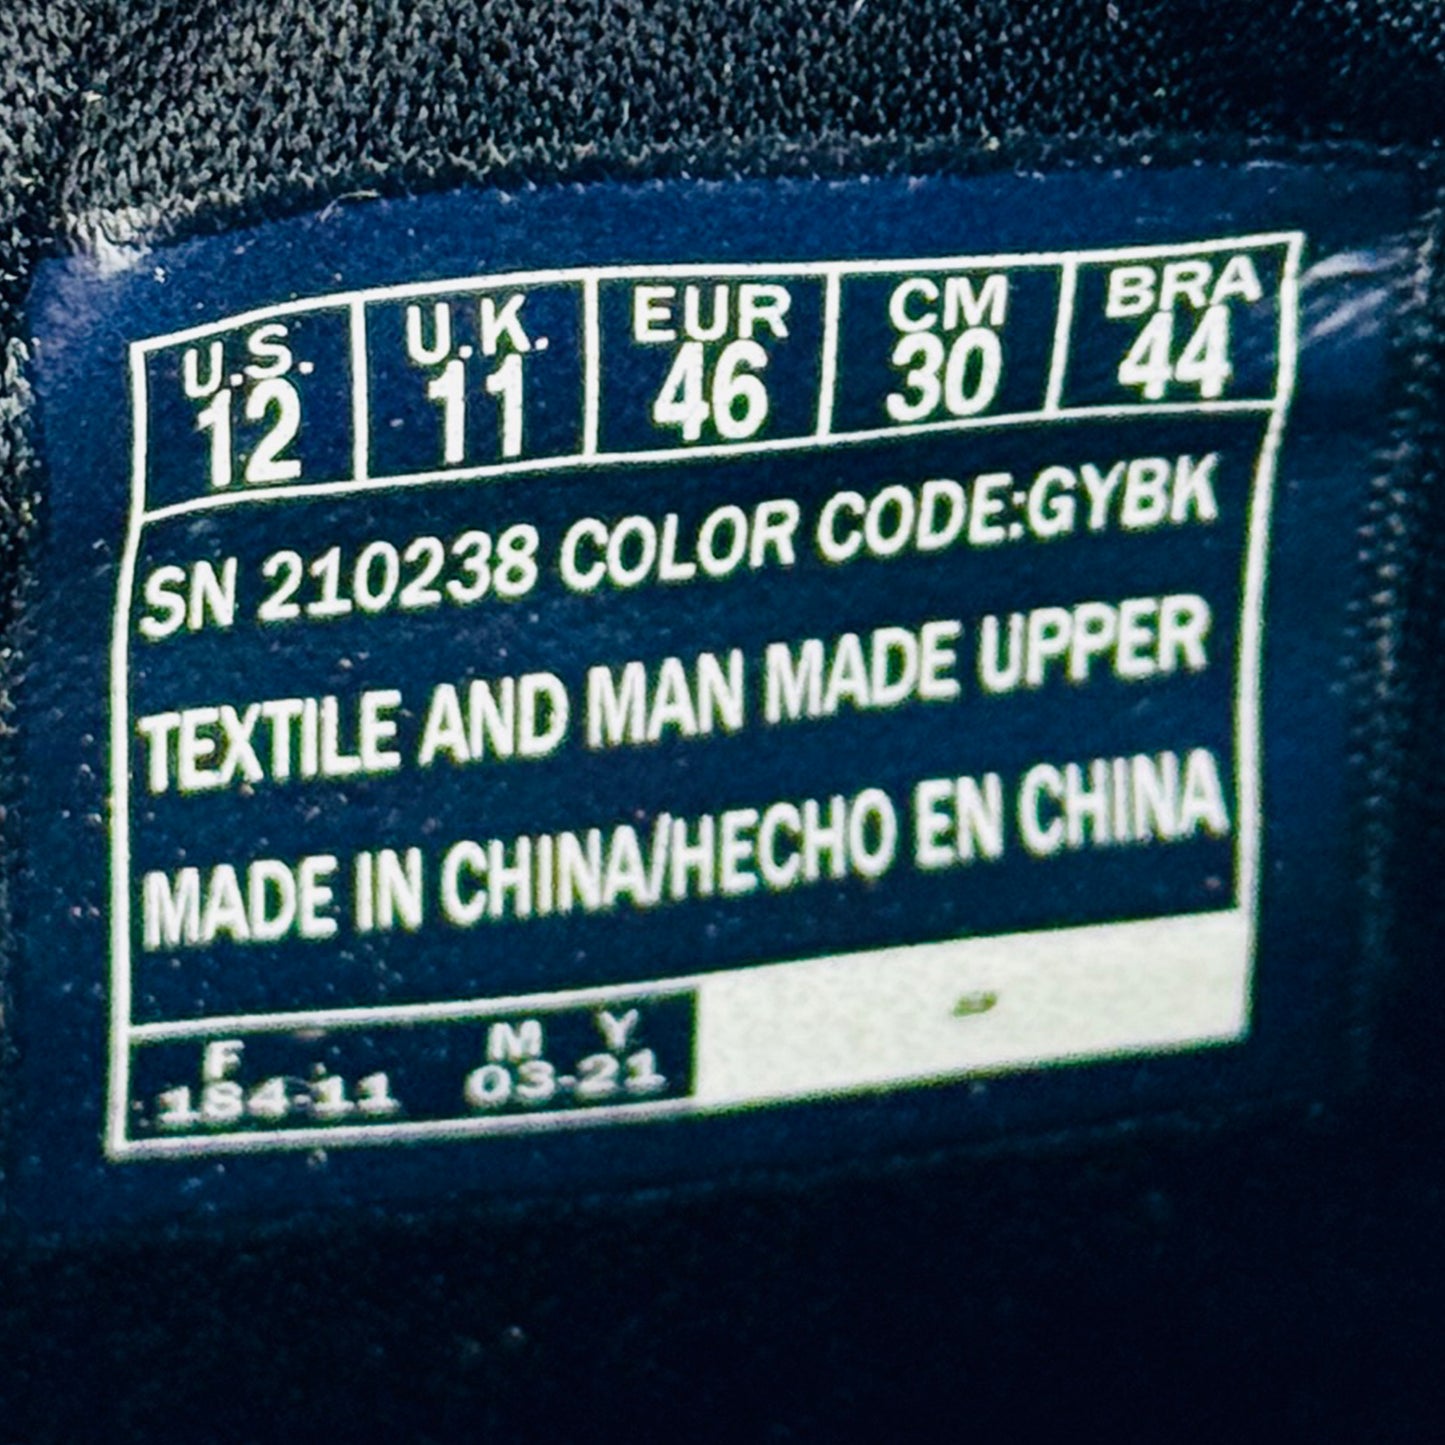 U.S. U.K. EUR CM BRA
12 11 46 30 44
SN 210238 COLOR CODE:GYBK
TEXTILE AND MAN MADE UPPER
MADE IN CHINA/HECHO EN CHINA
F M Y
184-11 03-21